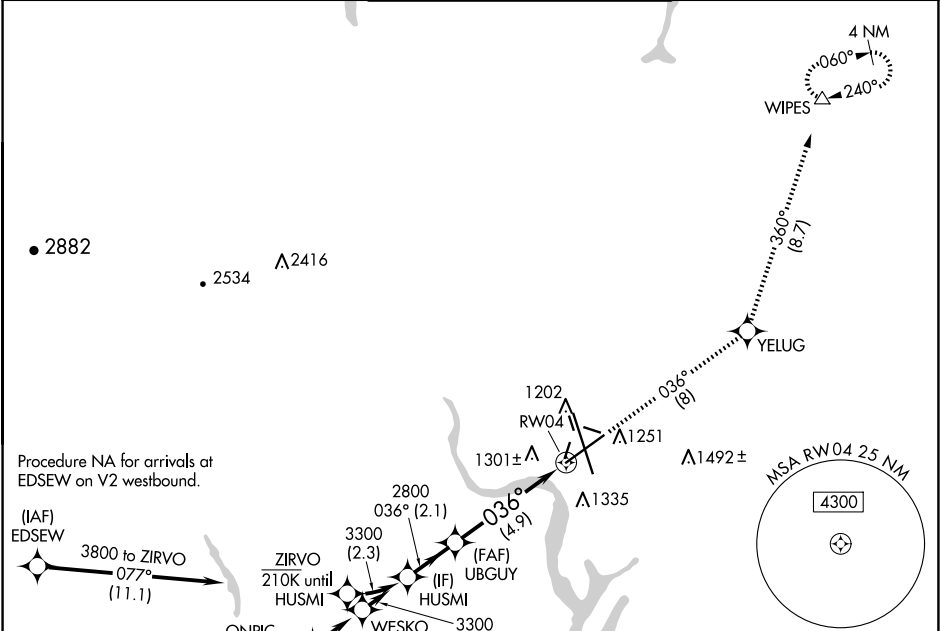 4 NM
060°
240°
WIPES
360°
(8.7)
2882
2534
2416
YELUG
036°
(8)
1202
RW04
1251
1301±
1492±
1335
MSA RW04 25 NM
4300
Procedure NA for arrivals at
EDSEW on V2 westbound.
(IAF)
EDSEW
3800 to ZIRVO
077°
(11.1)
2800
036° (2.1)
036°
(4.9)
3300
(2.3)
ZIRVO
210K until
HUSMI
(FAF)
UBGUY
(IF)
HUSMI
WESKO
3300